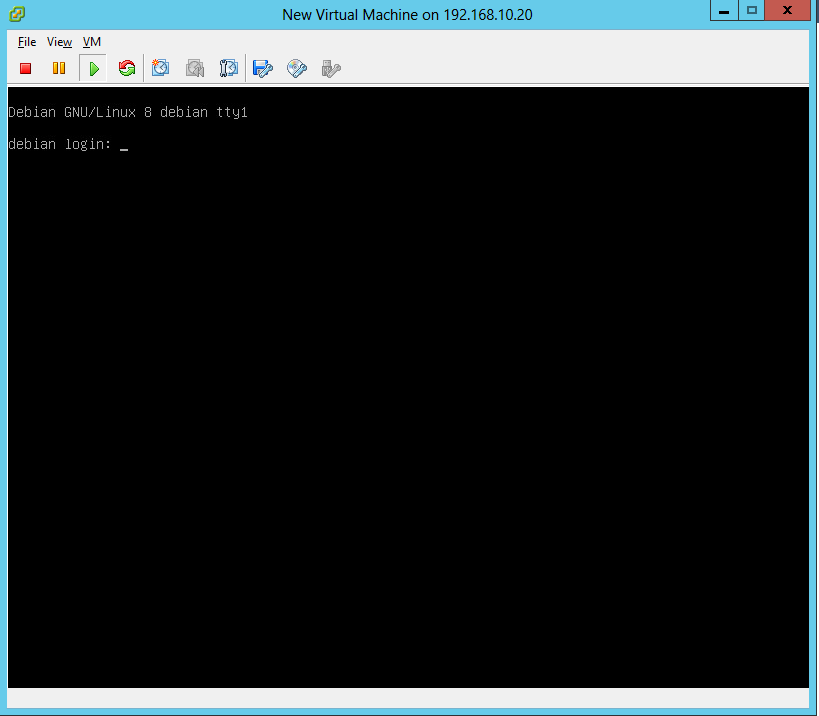 New Virtual Machine on 192.168.10.20
File View VM
Debian GNU/Linux 8 debian tty1
debian login: _